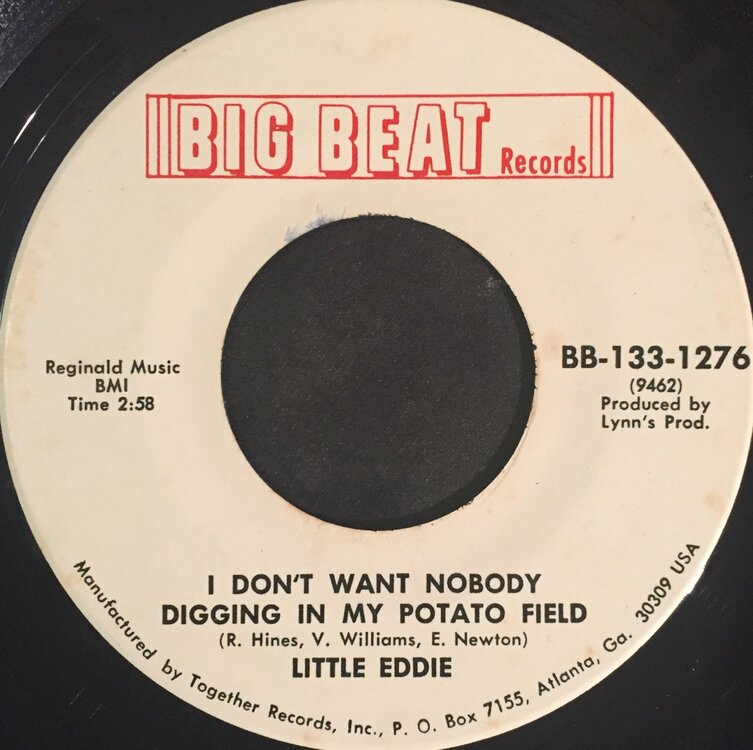 BIG BEAT Records
Reginald Music
BMI
Time 2:58
BB-133-1276
(9462)
Produced by
Lynn's Prod.
I DON'T WANT NOBODY
DIGGING IN MY POTATO FIELD
(R. Hines, V. Williams, E. Newton)
LITTLE EDDIE
Manufactured by Together Records, Inc., P. O. Box 7155, Atlanta, Ga. 30309 USA